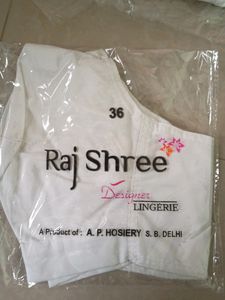 36
Raj Shree
Designer
LINGERIE
A Product of : A. P. HOSIERY S. B. DELHI